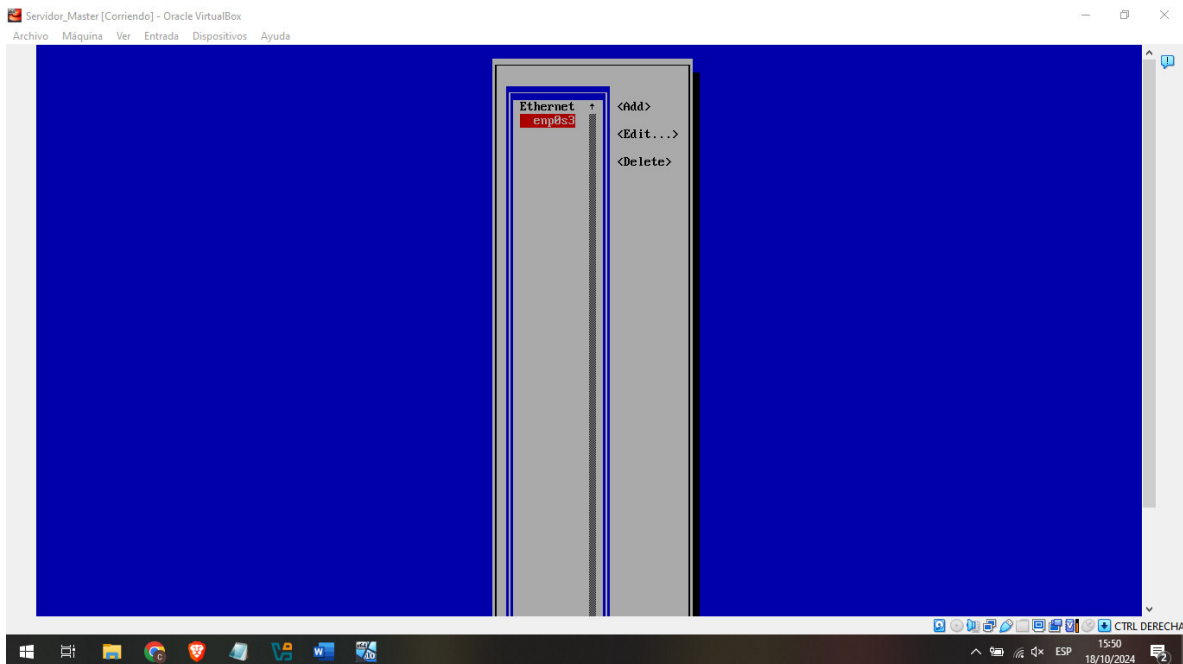 Servidor_Master [Corriendo] - Oracle VirtualBox
Archivo Máquina Ver Entrada Dispositivos Ayuda
Ethernet ↑ <Add>
enp0s3
<Edit...>
<Delete>
CTRL DERECHA
ESP 15:50
18/10/2024 2